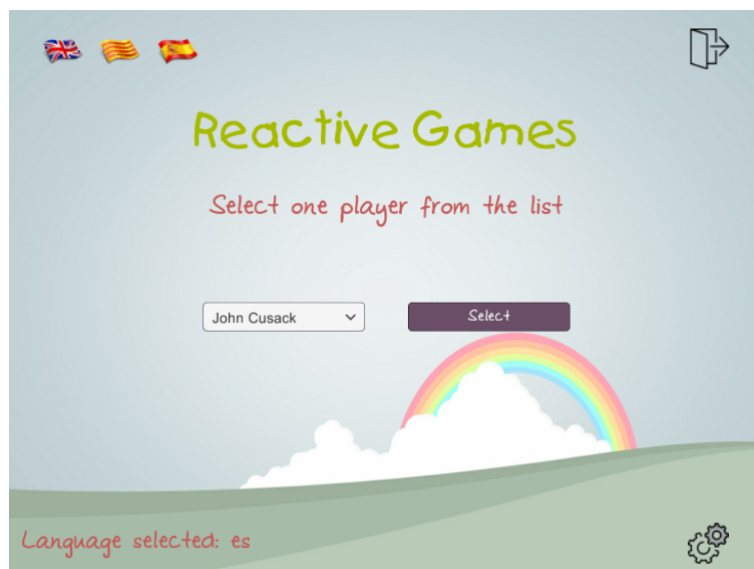 Reactive Games
Select one player from the list
John Cusack
Select
Language selected: es